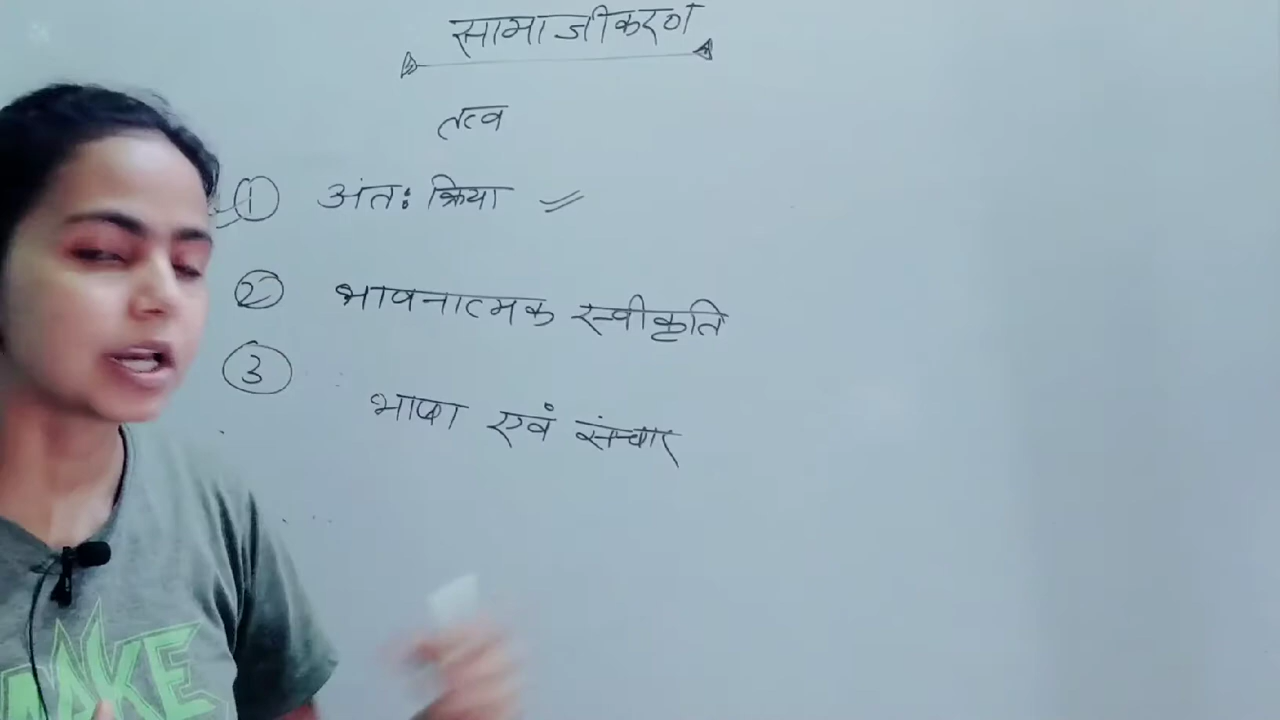 सामाजीकरण
तत्व
① अंतः क्रिया
② भावनात्मक स्वीकृति
③
भाषा एवं संचार